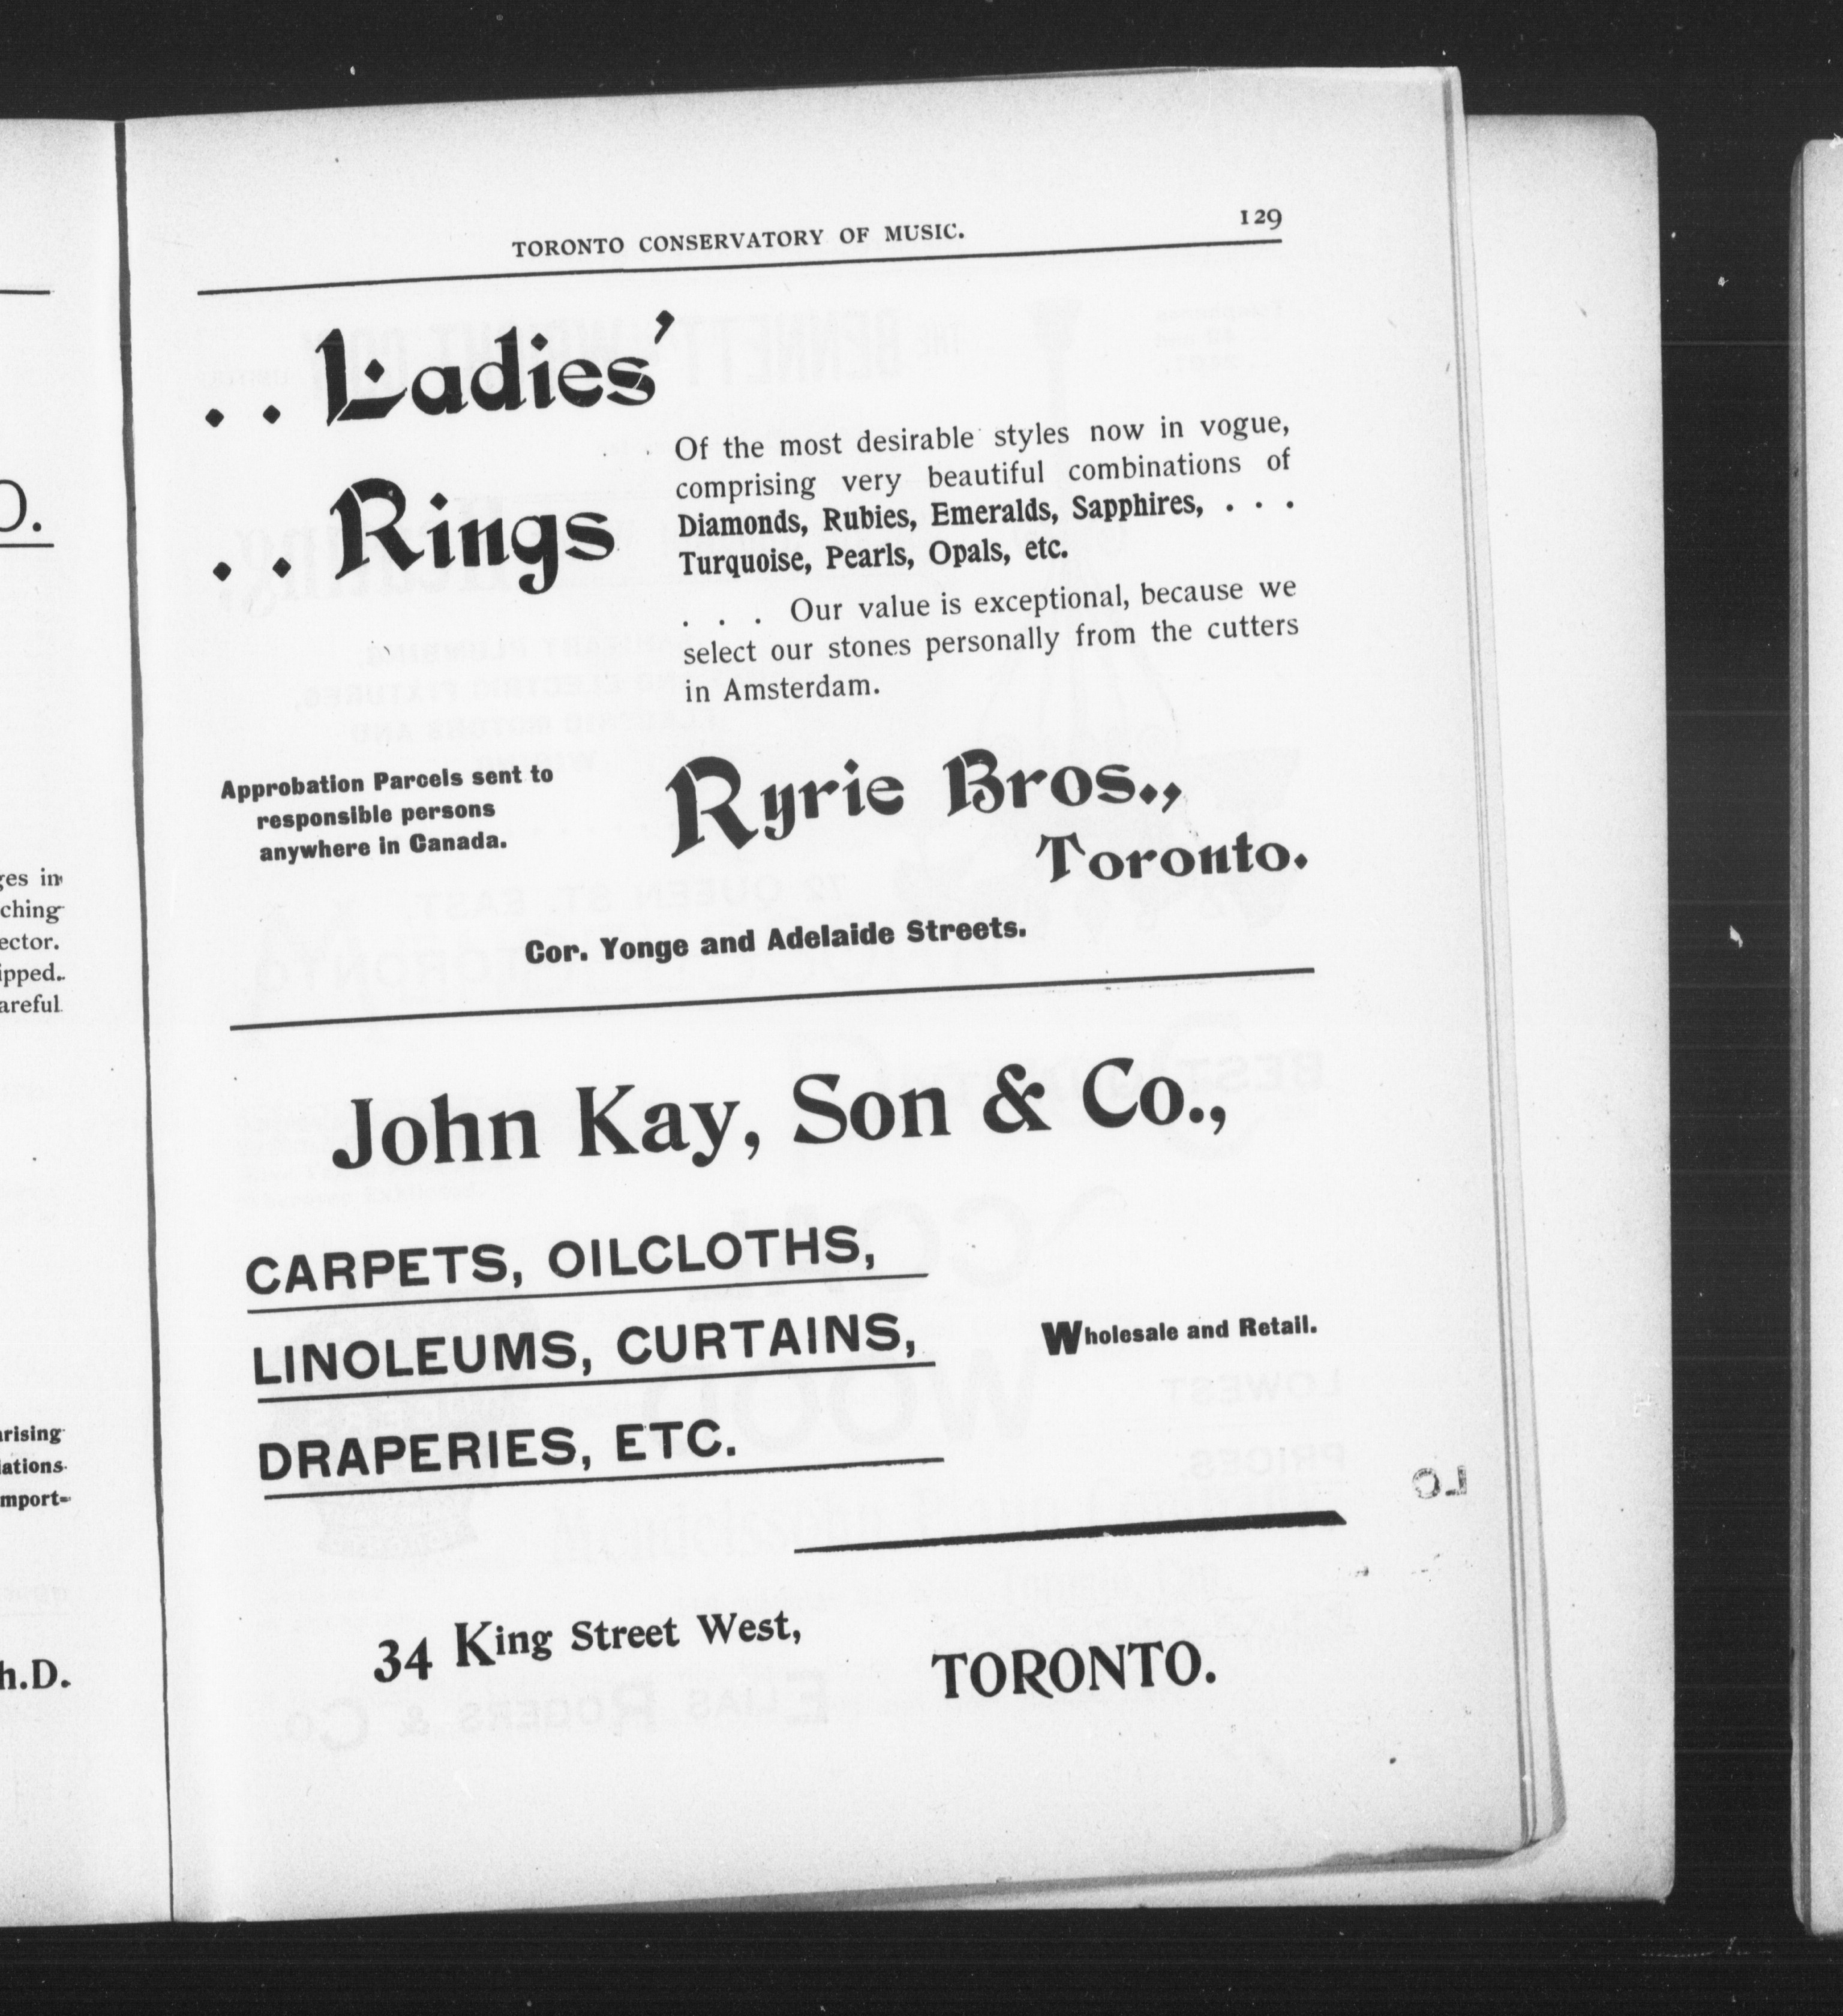 TORONTO CONSERVATORY OF MUSIC. 129
. . Ladies'
. . Rings
Of the most desirable styles now in vogue,
comprising very beautiful combinations of
Diamonds, Rubies, Emeralds, Sapphires, . . .
Turquoise, Pearls, Opals, etc.
. . . Our value is exceptional, because we
select our stones personally from the cutters
in Amsterdam.
Approbation Parcels sent to
responsible persons
anywhere in Canada.
Ryrie Bros.,
Toronto.
Cor. Yonge and Adelaide Streets.
John Kay, Son & Co.,
CARPETS, OILCLOTHS,
LINOLEUMS, CURTAINS,
DRAPERIES, ETC.
Wholesale and Retail.
34 King Street West,
TORONTO.